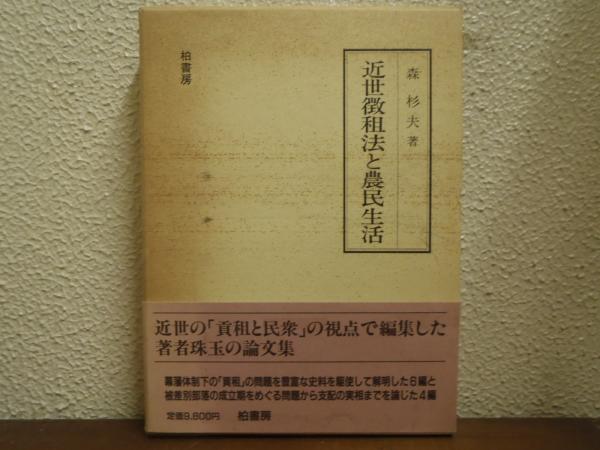 森杉夫著
近世徴租法と農民生活
柏書房
近世の「貢租と民衆」の視点で編集した
著者珠玉の論文集
幕藩体制下の「貢租」の問題を豊富な史料を駆使して解明した6編と
被差別部落の成立期をめぐる問題から支配の実相までを論じた4編
定価9,800円 柏書房